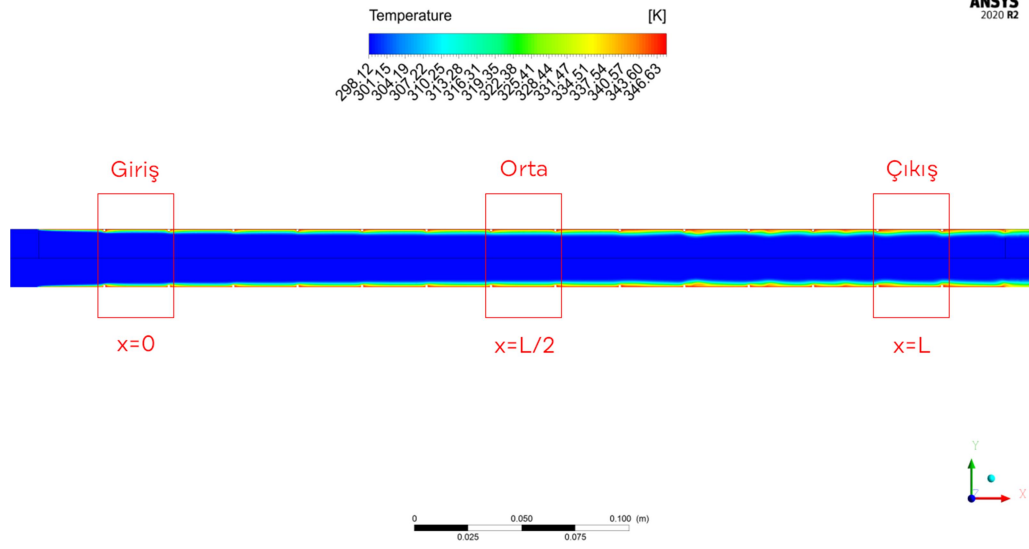 ANSYS
2020 R2
Temperature [K]
298.12 301.15 304.19 307.22 310.25 313.28 316.31 319.35 322.38 325.41 328.44 331.47 334.51 337.54 340.57 343.60 346.63
Giriş Orta Çıkış
x=0 x=L/2 x=L
Y
Z X
0 0.050 0.100 (m)
0.025 0.075